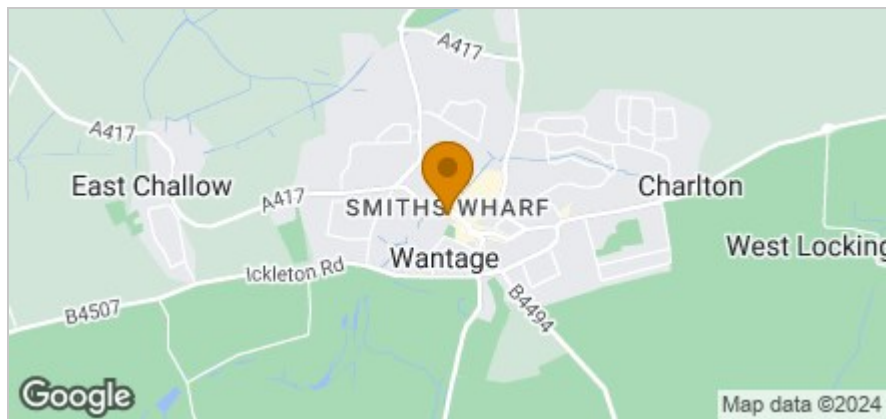 A417
A417
East Challow
A417
SMITHS WHARF
Charlton
West Locking
Wantage
Ickleton Rd
B4507
B4494
Google
Map data ©2024